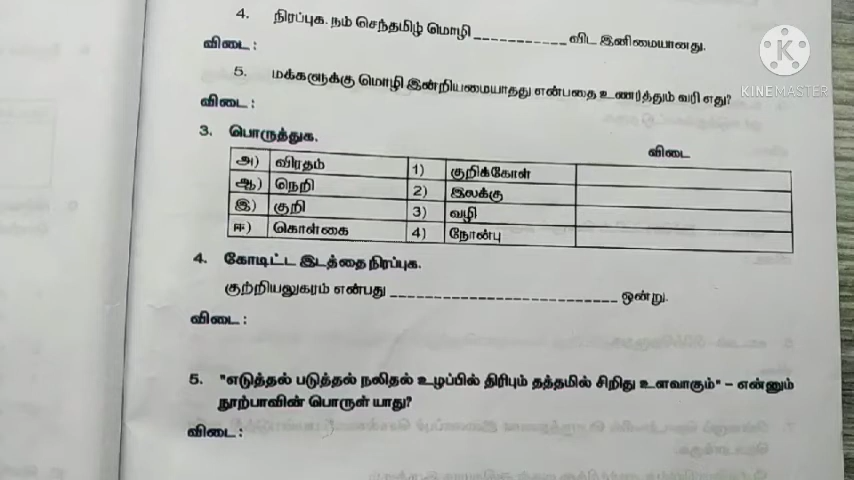 4. நிரப்புக. நம் செந்தமிழ் மொழி ___________ விட இனிமையானது.
விடை :
KINEMASTER
5. மக்களுக்கு மொழி இன்றியமையாதது என்பதை உணர்த்தும் வரி எது?
விடை :
3. பொருத்துக.
விடை
அ) விரதம் 1) குறிக்கோள்
ஆ) நெறி 2) இலக்கு
இ) குறி 3) வழி
ஈ) கொள்கை 4) நோன்பு
4. கோடிட்ட இடத்தை நிரப்புக.
குற்றியலுகரம் என்பது __________________________ ஒன்று.
விடை :
5. "எடுத்தல் படுத்தல் நலிதல் உழப்பில் திரிபும் தத்தமில் சிறிது உளவாகும்" – என்னும்
நூற்பாவின் பொருள் யாது?
விடை :